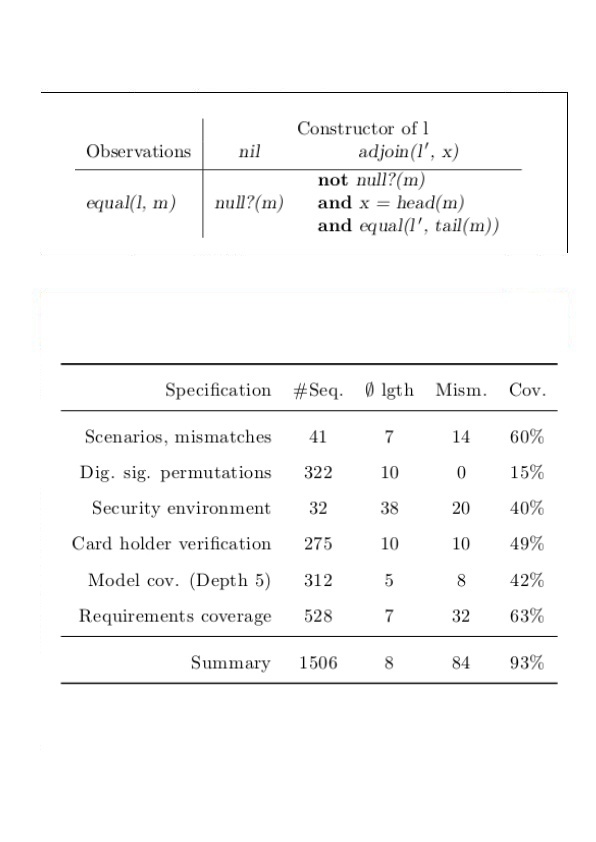 Constructor of l
Observations nil adjoin(l′, x)
not null?(m)
equal(l, m) null?(m) and x = head(m)
and equal(l′, tail(m))
Specification #Seq. ∅ lgth Mism. Cov.
Scenarios, mismatches 41 7 14 60%
Dig. sig. permutations 322 10 0 15%
Security environment 32 38 20 40%
Card holder verification 275 10 10 49%
Model cov. (Depth 5) 312 5 8 42%
Requirements coverage 528 7 32 63%
Summary 1506 8 84 93%